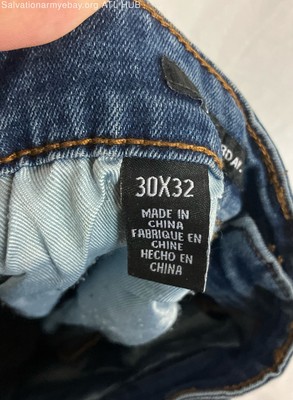 Salvationarmyebay.org ATL HUB
30X32
MADE IN
CHINA
FABRIQUE EN
CHINE
HECHO EN
CHINA